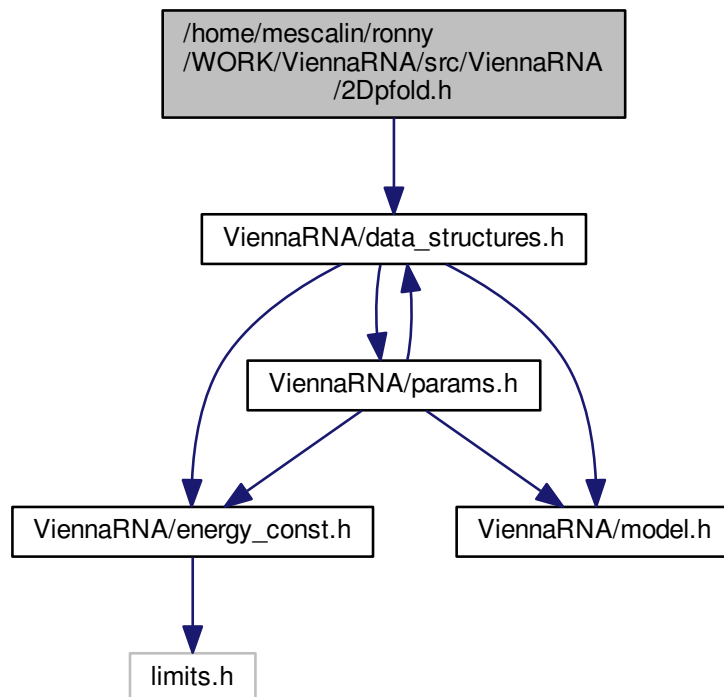 /home/mescalin/ronny
/WORK/ViennaRNA/src/ViennaRNA
/2Dpfold.h
ViennaRNA/data_structures.h
ViennaRNA/params.h
ViennaRNA/energy_const.h
ViennaRNA/model.h
limits.h